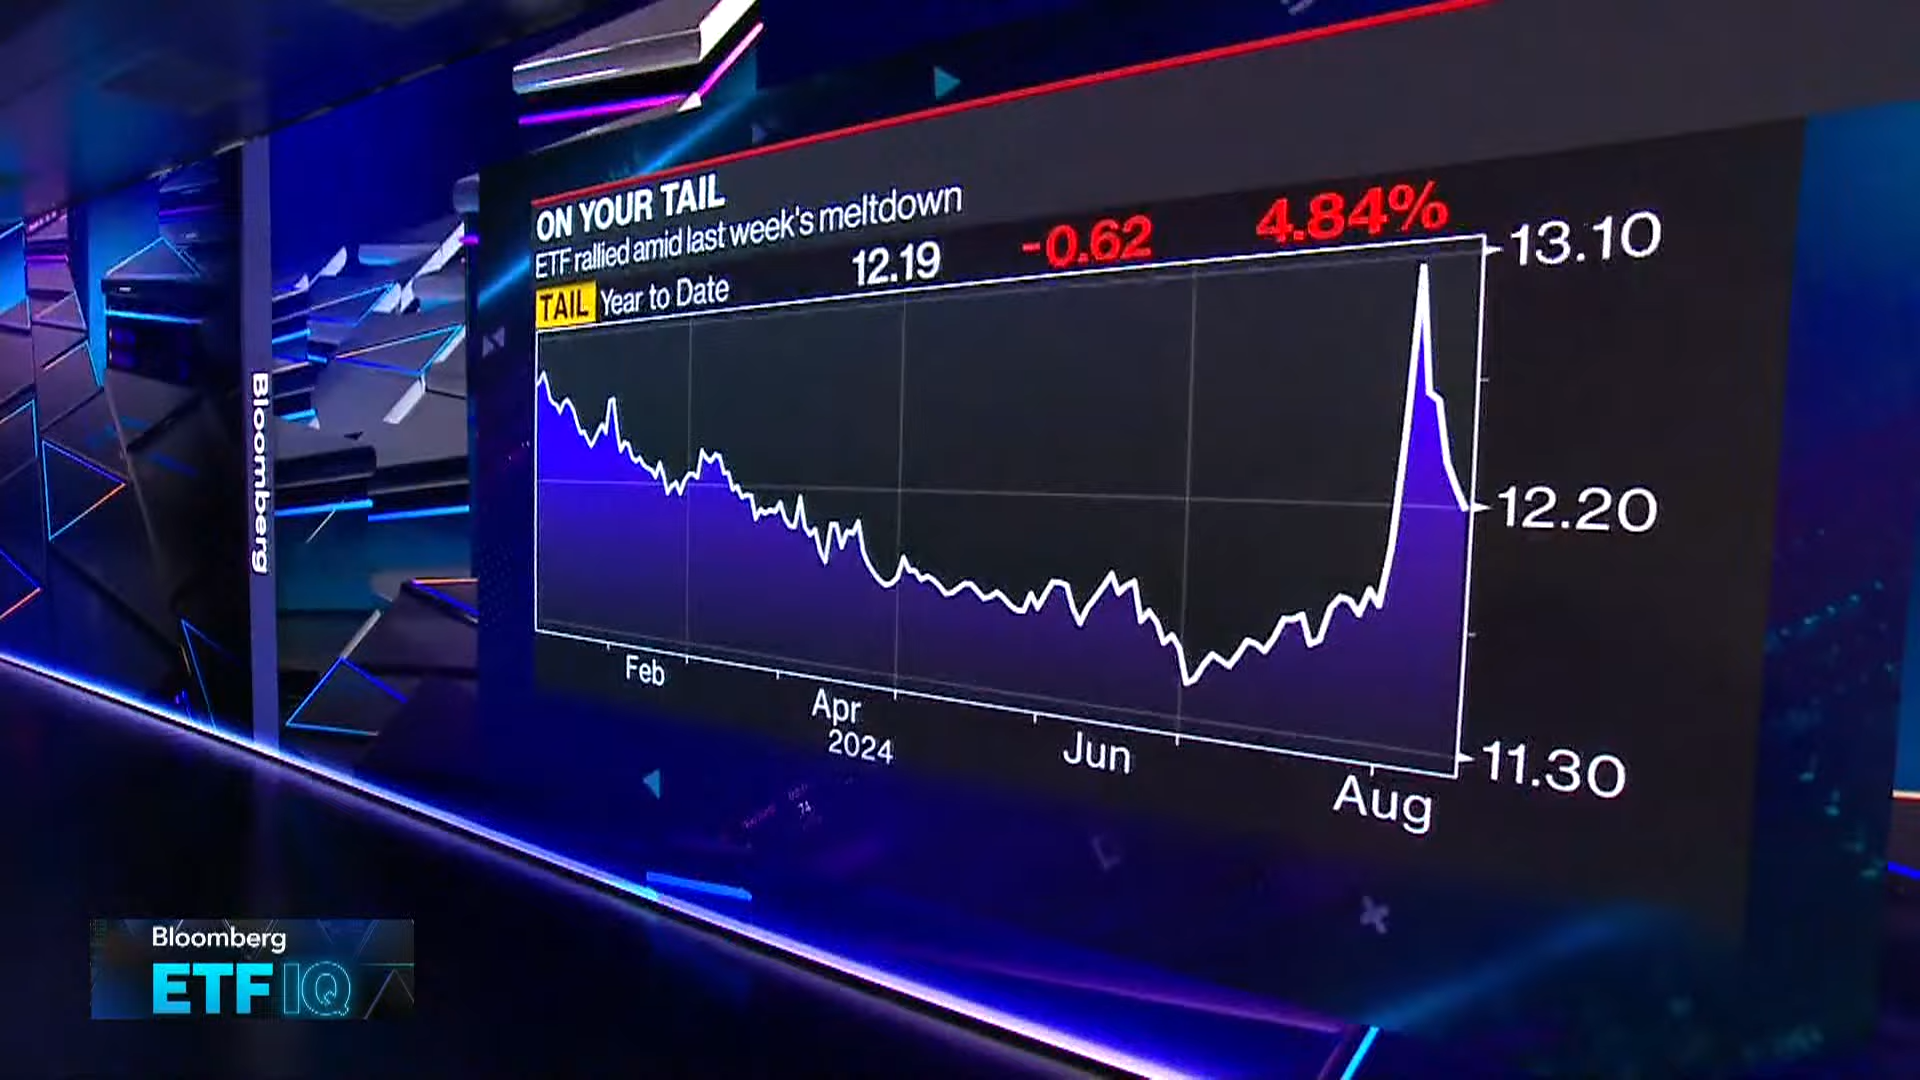 ON YOUR TAIL
ETF rallied amid last week's meltdown
TAIL Year to Date 12.19 -0.62 4.84%
13.10
12.20
11.30
Feb Apr Jun Aug
2024
Bloomberg
Bloomberg
ETF IQ